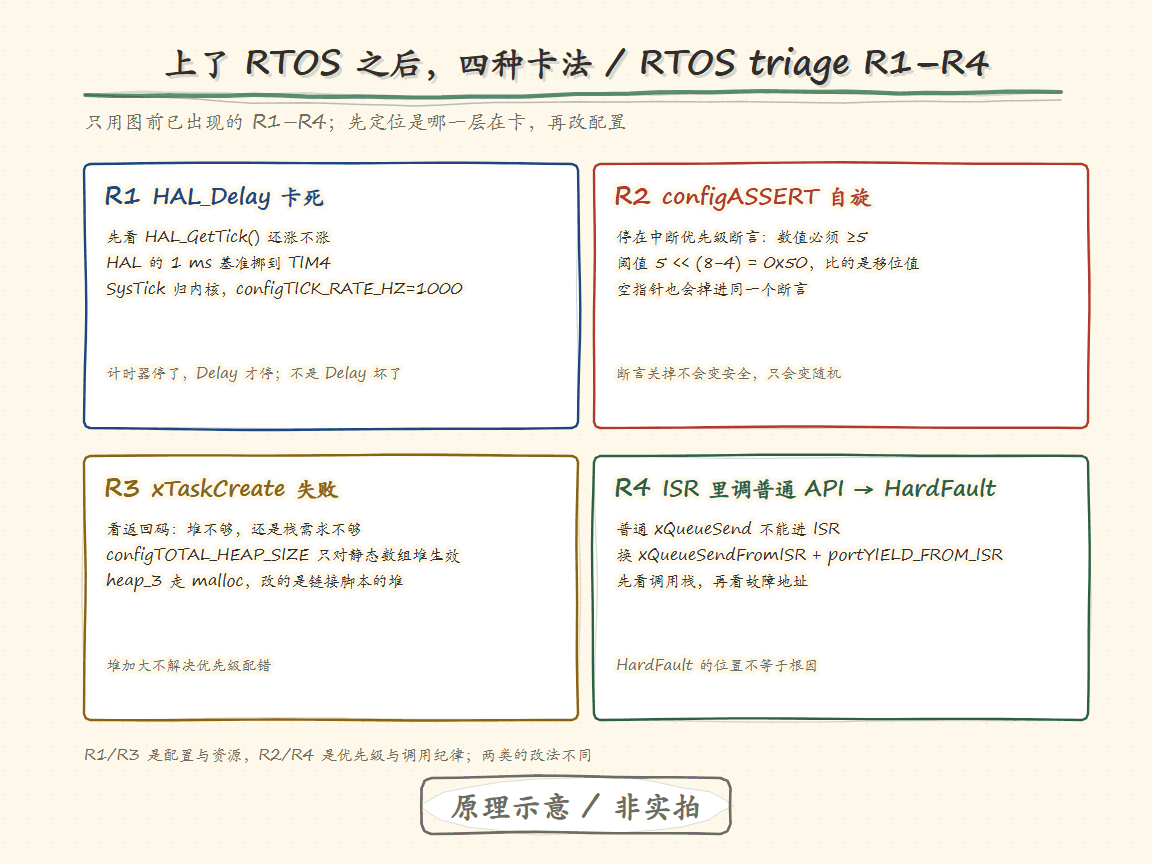 上了 RTOS 之后，四种卡法 / RTOS triage R1–R4
只用图前已出现的 R1–R4；先定位是哪一层在卡，再改配置
R1 HAL_Delay 卡死
先看 HAL_GetTick() 还涨不涨
HAL 的 1 ms 基准挪到 TIM4
SysTick 归内核，configTICK_RATE_HZ=1000
计时器停了，Delay 才停；不是 Delay 坏了
R2 configASSERT 自旋
停在中断优先级断言：数值必须 ≥5
阈值 5 << (8-4) = 0x50，比的是移位值
空指针也会掉进同一个断言
断言关掉不会变安全，只会变随机
R3 xTaskCreate 失败
看返回码：堆不够，还是栈需求不够
configTOTAL_HEAP_SIZE 只对静态数组堆生效
heap_3 走 malloc，改的是链接脚本的堆
堆加大不解决优先级配错
R4 ISR 里调普通 API → HardFault
普通 xQueueSend 不能进 ISR
换 xQueueSendFromISR + portYIELD_FROM_ISR
先看调用栈，再看故障地址
HardFault 的位置不等于根因
R1/R3 是配置与资源，R2/R4 是优先级与调用纪律；两类的改法不同
原理示意 / 非实拍